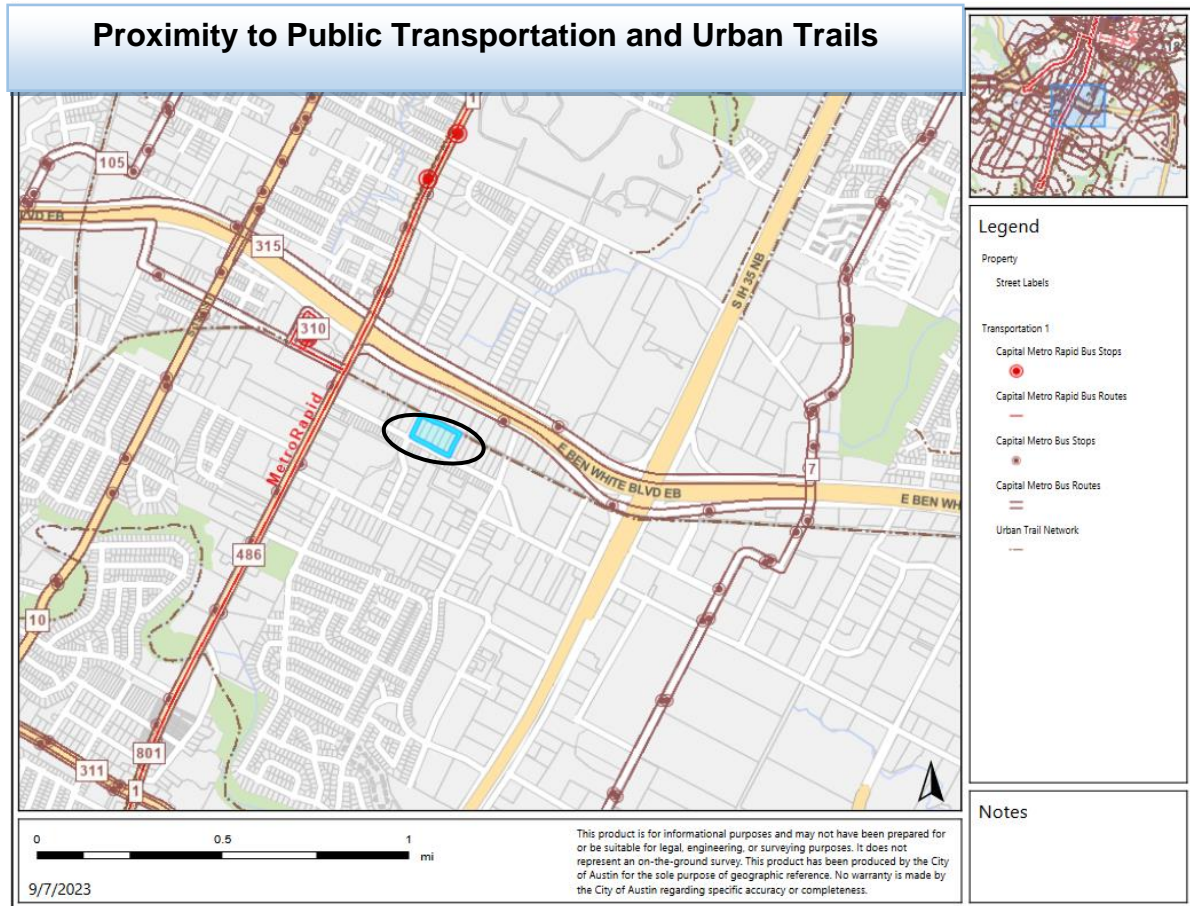 Proximity to Public Transportation and Urban Trails
1
105
LVD EB
315
310
S IH 35 NB
MetroRapid
E BEN WHITE BLVD EB
7
E BEN WH
486
10
801
311
1
Legend
Property
Street Labels
Transportation 1
Capital Metro Rapid Bus Stops
Capital Metro Rapid Bus Routes
Capital Metro Bus Stops
Capital Metro Bus Routes
Urban Trail Network
Notes
0 0.5 1
mi
9/7/2023
This product is for informational purposes and may not have been prepared for
or be suitable for legal, engineering, or surveying purposes. It does not
represent an on-the-ground survey. This product has been produced by the City
of Austin for the sole purpose of geographic reference. No warranty is made by
the City of Austin regarding specific accuracy or completeness.